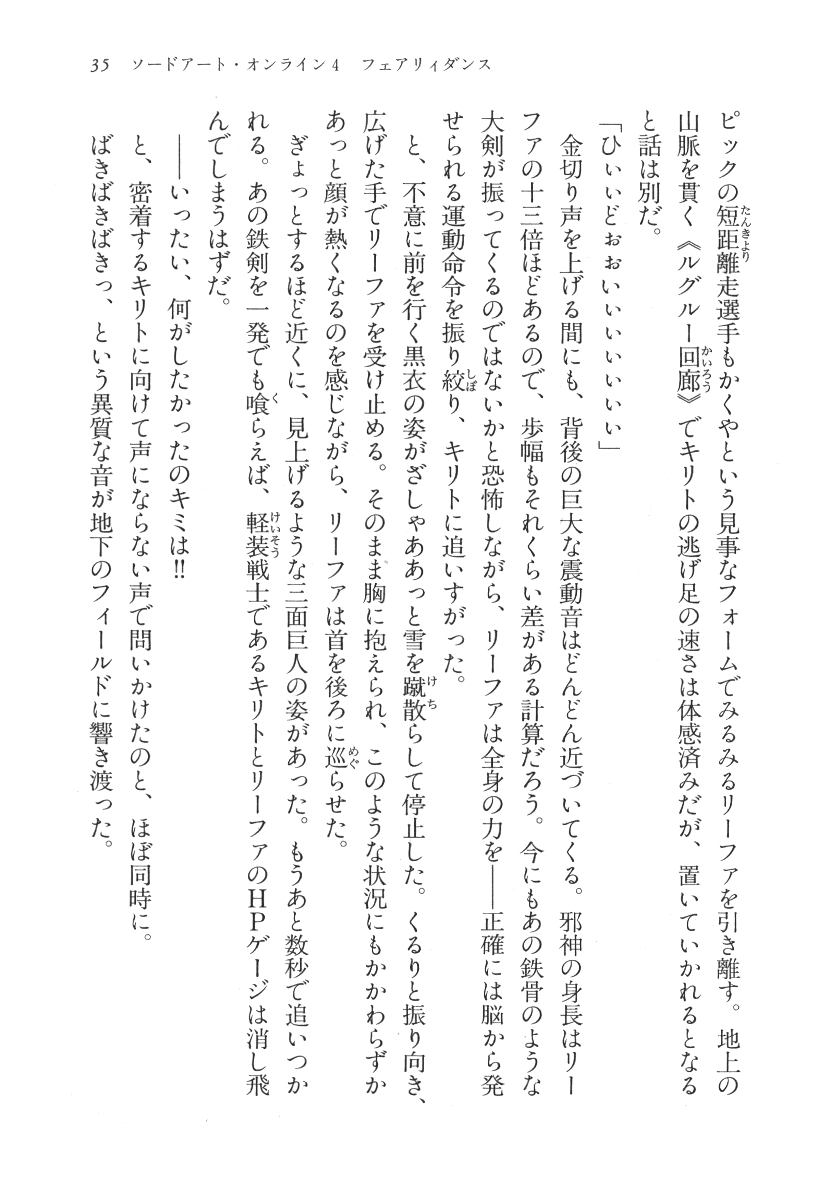 35 ソードアート・オンライン4 フェアリィダンス
ピックの短距離走選手もかくやという見事なフォームでみるみるリーファを引き離す。地上の
山脈を貫く《ルグルー回廊》でキリトの逃げ足の速さは体感済みだが、置いていかれるとなる
と話は別だ。
「ひぃぃどぉぉいぃぃぃぃぃぃ」
金切り声を上げる間にも、背後の巨大な震動音はどんどん近づいてくる。邪神の身長はリー
ファの十三倍ほどあるので、歩幅もそれくらい差がある計算だろう。今にもあの鉄骨のような
大剣が振ってくるのではないかと恐怖しながら、リーファは全身の力を――正確には脳から発
せられる運動命令を振り絞り、キリトに追いすがった。
と、不意に前を行く黒衣の姿がざしゃああっと雪を蹴散らして停止した。くるりと振り向き、
広げた手でリーファを受け止める。そのまま胸に抱えられ、このような状況にもかかわらずか
あっと顔が熱くなるのを感じながら、リーファは首を後ろに巡らせた。
ぎょっとするほど近くに、見上げるような三面巨人の姿があった。もうあと数秒で追いつか
れる。あの鉄剣を一発でも喰らえば、軽装戦士であるキリトとリーファのHPゲージは消し飛
んでしまうはずだ。
――いったい、何がしたかったのキミは!!
と、密着するキリトに向けて声にならない声で問いかけたのと、ほぼ同時に。
ばきばきばきっ、という異質な音が地下のフィールドに響き渡った。